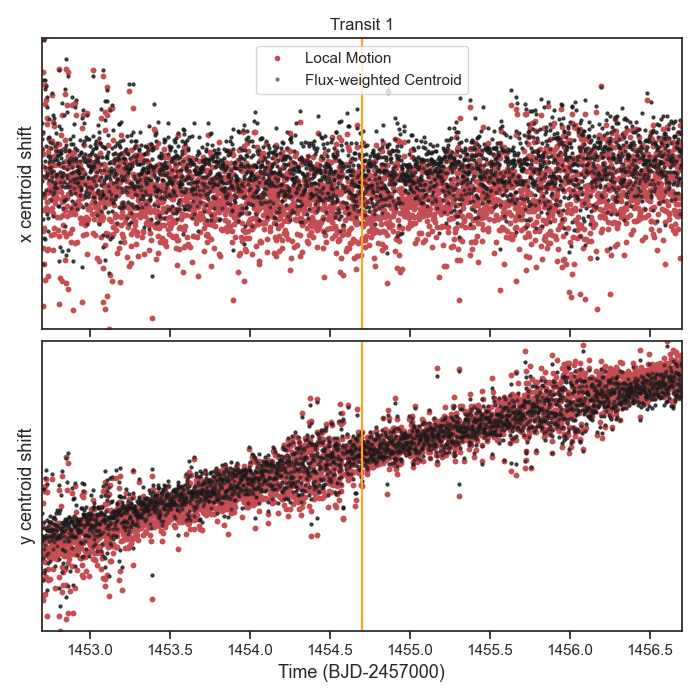 Transit 1
Local Motion
Flux-weighted Centroid
x centroid shift
y centroid shift
1453.0 1453.5 1454.0 1454.5 1455.0 1455.5 1456.0 1456.5
Time (BJD-2457000)